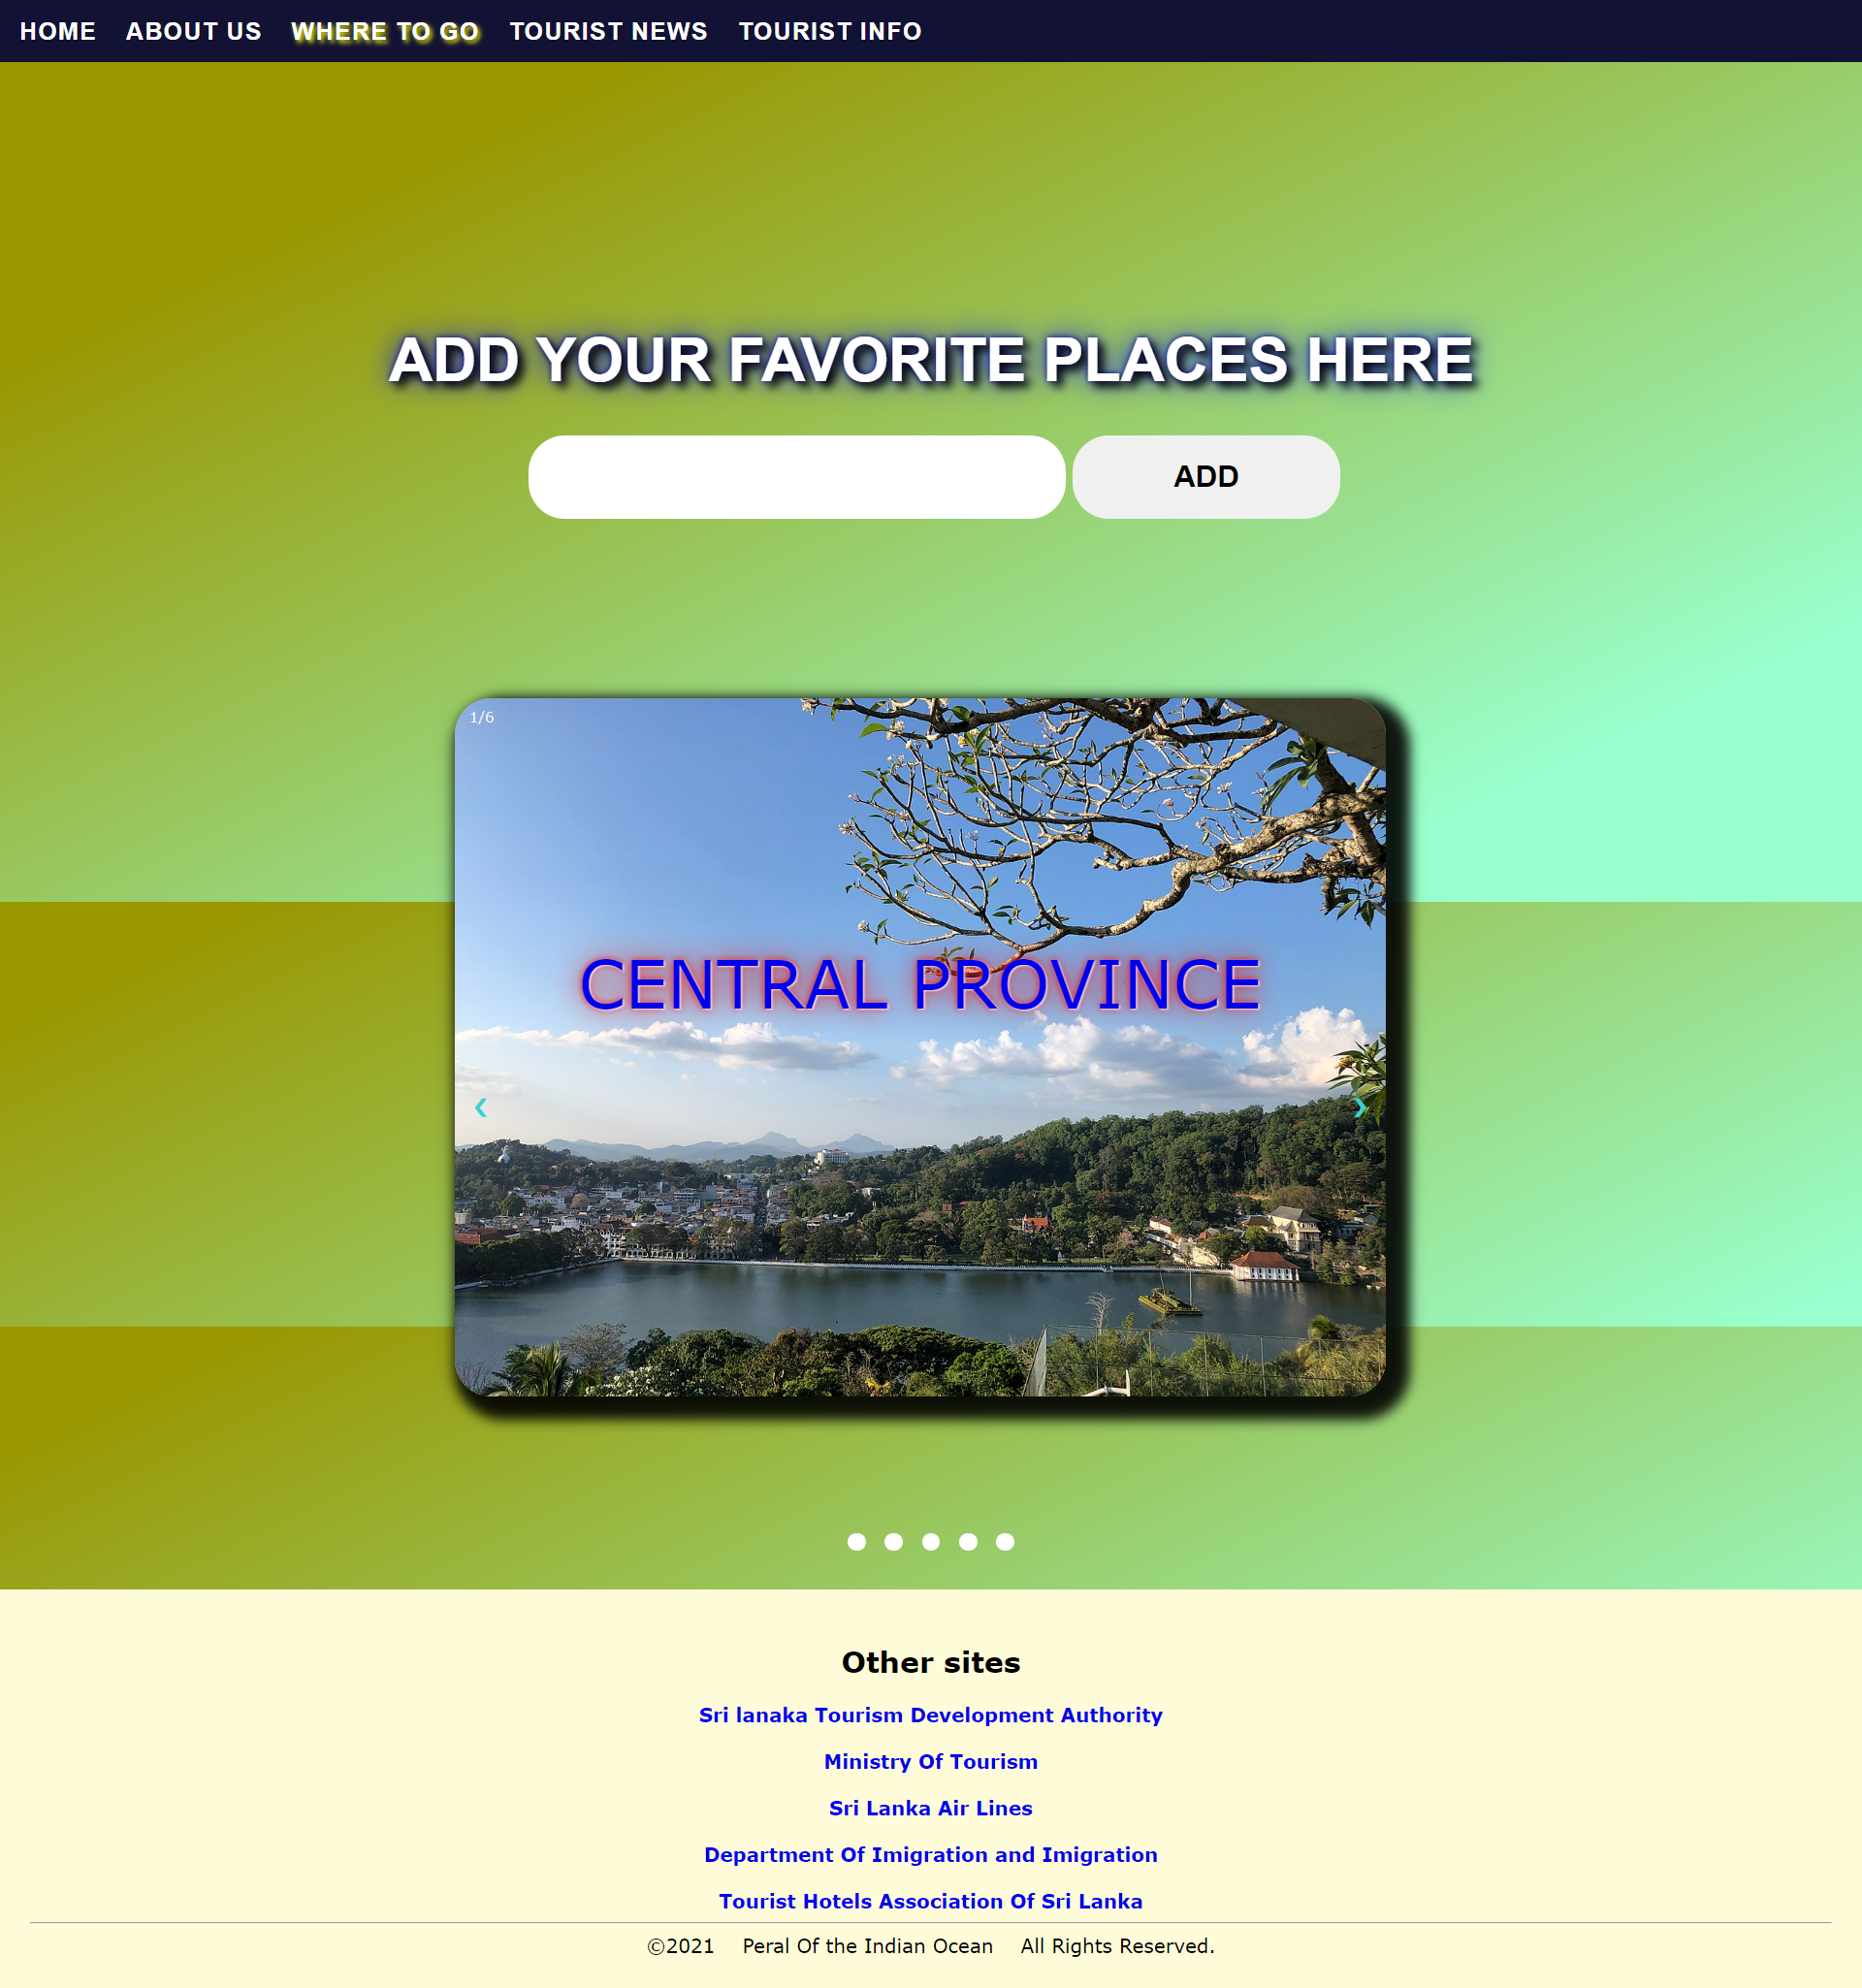 HOME ABOUT US WHERE TO GO TOURIST NEWS TOURIST INFO
ADD YOUR FAVORITE PLACES HERE
ADD
1/6
CENTRAL PROVINCE
‹ ›
Other sites
Sri lanaka Tourism Development Authority
Ministry Of Tourism
Sri Lanka Air Lines
Department Of Imigration and Imigration
Tourist Hotels Association Of Sri Lanka
©2021 Peral Of the Indian Ocean All Rights Reserved.